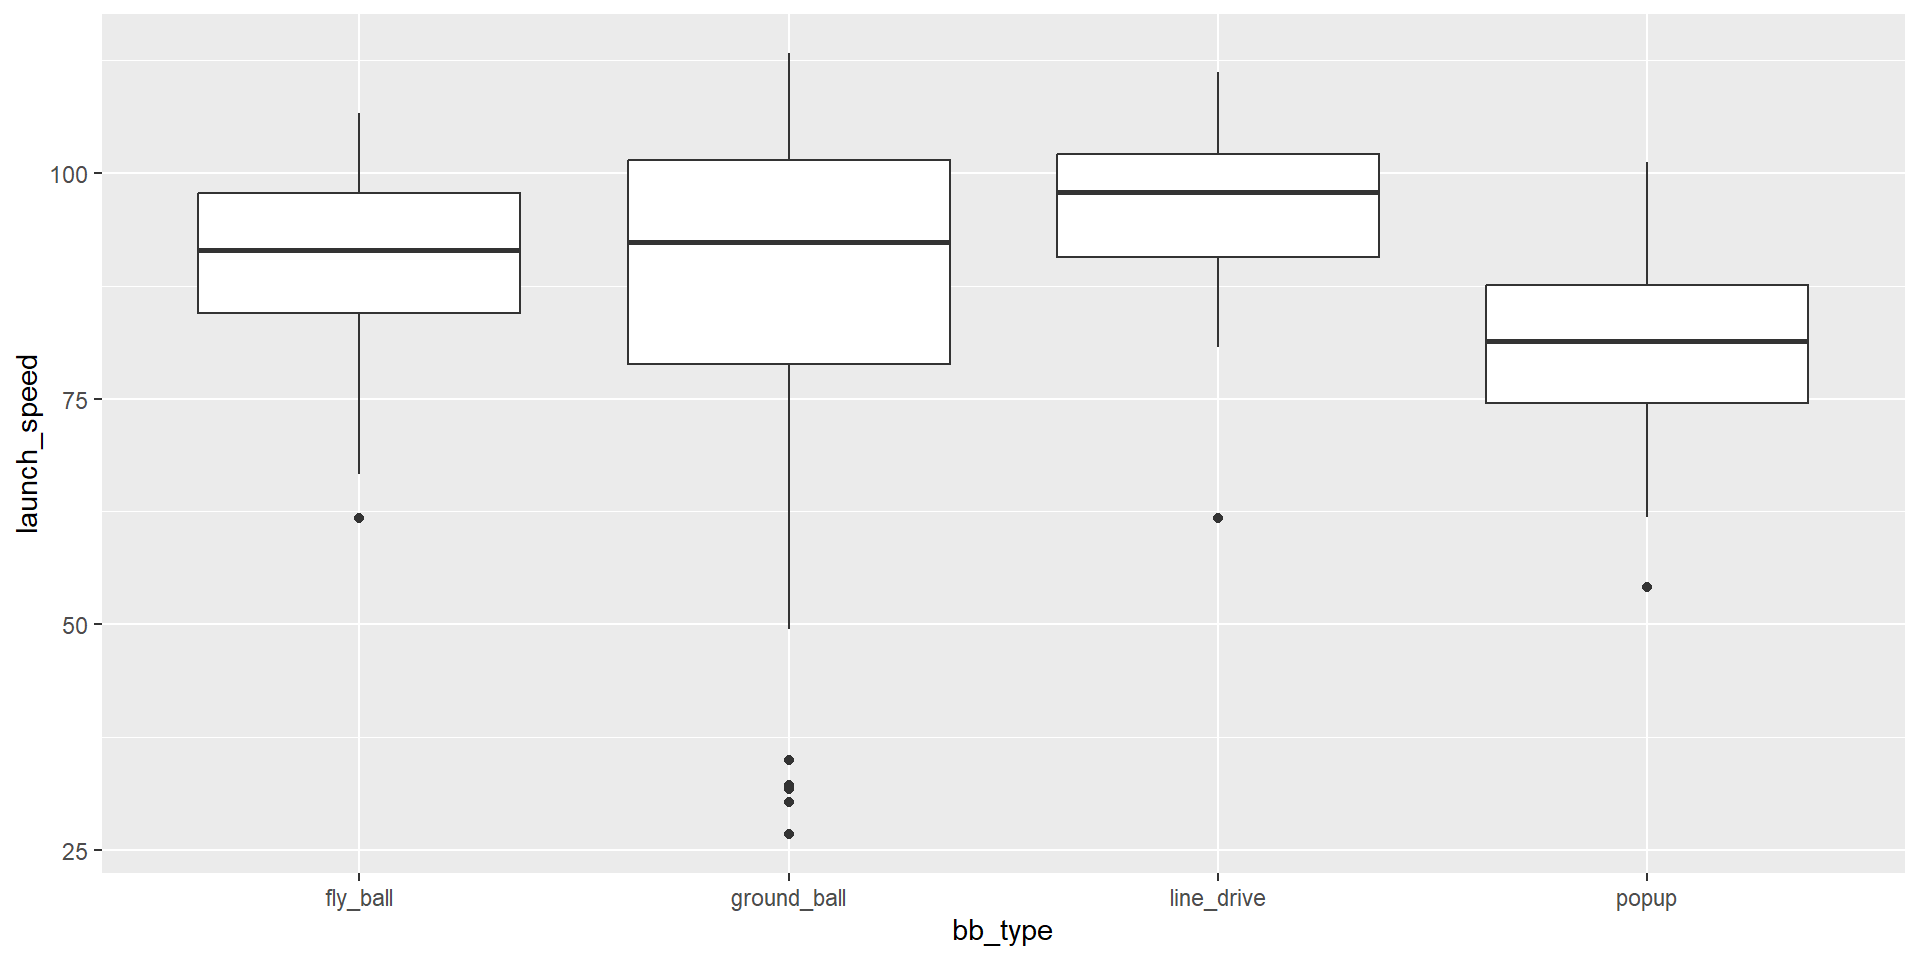 100
75
50
25
launch_speed
fly_ball
ground_ball
line_drive
popup
bb_type